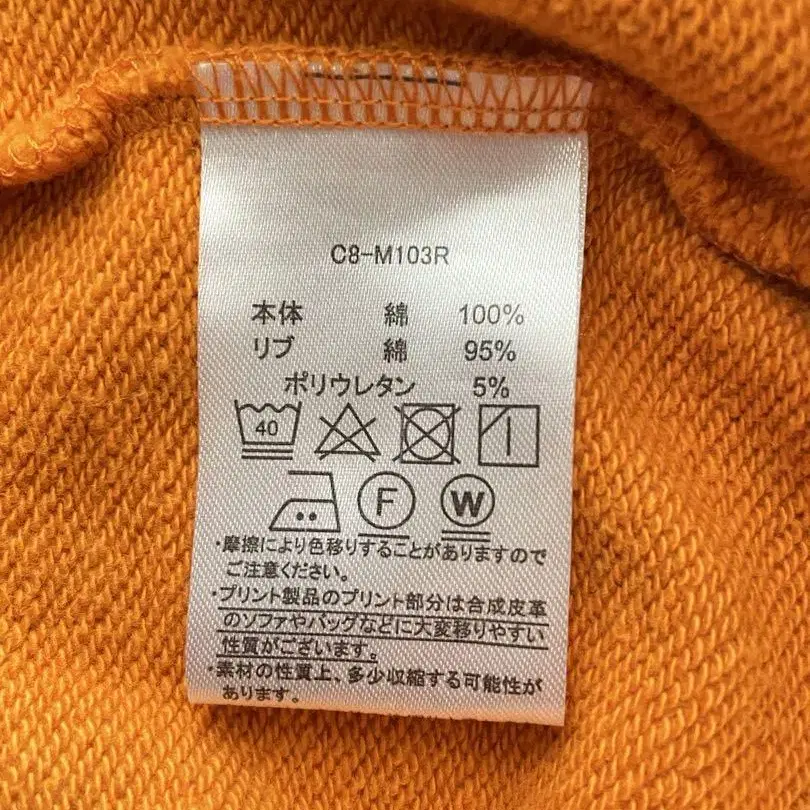 C8-M103R
本体 綿 100%
リブ 綿 95%
ポリウレタン 5%
40
F W
・摩擦により色移りすることがありますので
ご注意ください。
・プリント製品のプリント部分は合成皮革
のソファやバッグなどに大変移りやすい
性質がございます。
・素材の性質上、多少収縮する可能性が
あります。